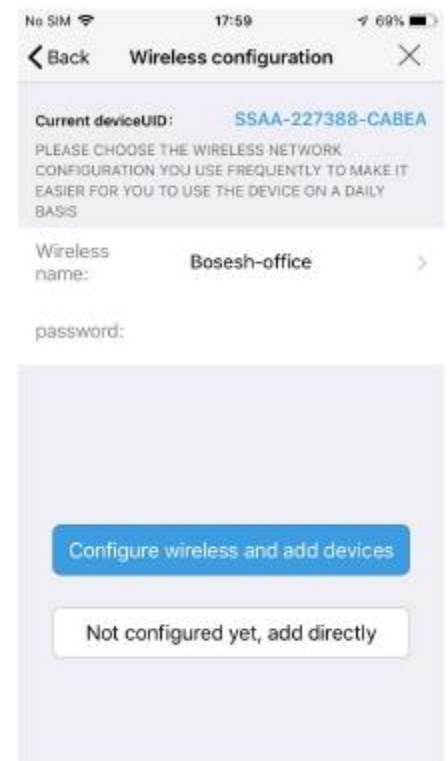 No SIM 17:59 69%
Back Wireless configuration
Current deviceUID: SSAA-227388-CABEA
PLEASE CHOOSE THE WIRELESS NETWORK
CONFIGURATION YOU USE FREQUENTLY TO MAKE IT
EASIER FOR YOU TO USE THE DEVICE ON A DAILY
BASIS
Wireless
name: Bosesh-office
password:
Configure wireless and add devices
Not configured yet, add directly